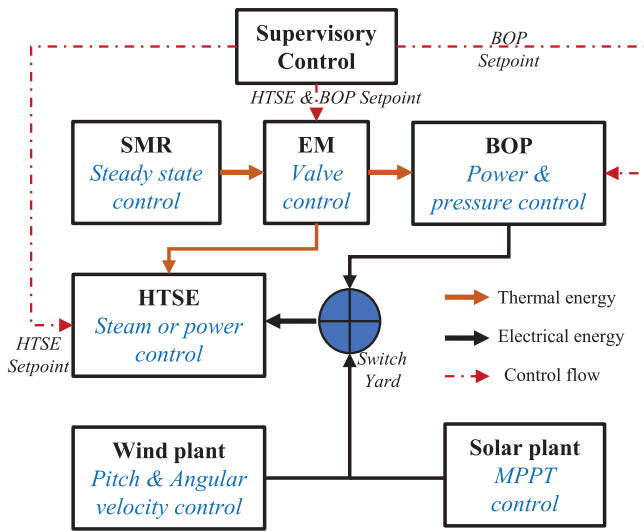 Supervisory
Control
BOP
Setpoint
HTSE & BOP Setpoint
SMR
Steady state
control
EM
Valve
control
BOP
Power &
pressure control
HTSE
Steam or power
control
HTSE
Setpoint
Switch
Yard
Thermal energy
Electrical energy
Control flow
Wind plant
Pitch & Angular
velocity control
Solar plant
MPPT
control